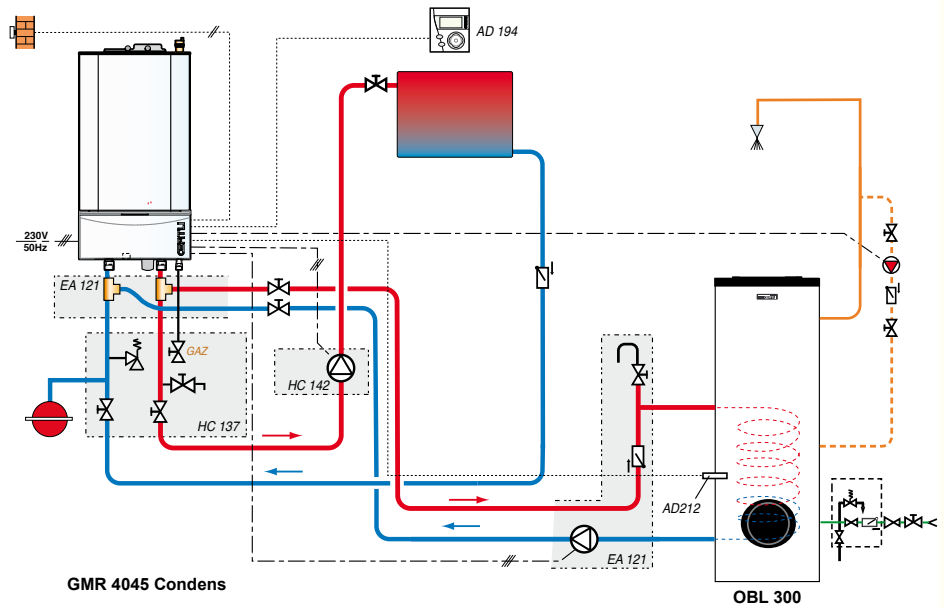 AD 194
230V
50Hz
EA 121
GAZ
HC 142
HC 137
AD212
EA 121
GMR 4045 Condens
OBL 300